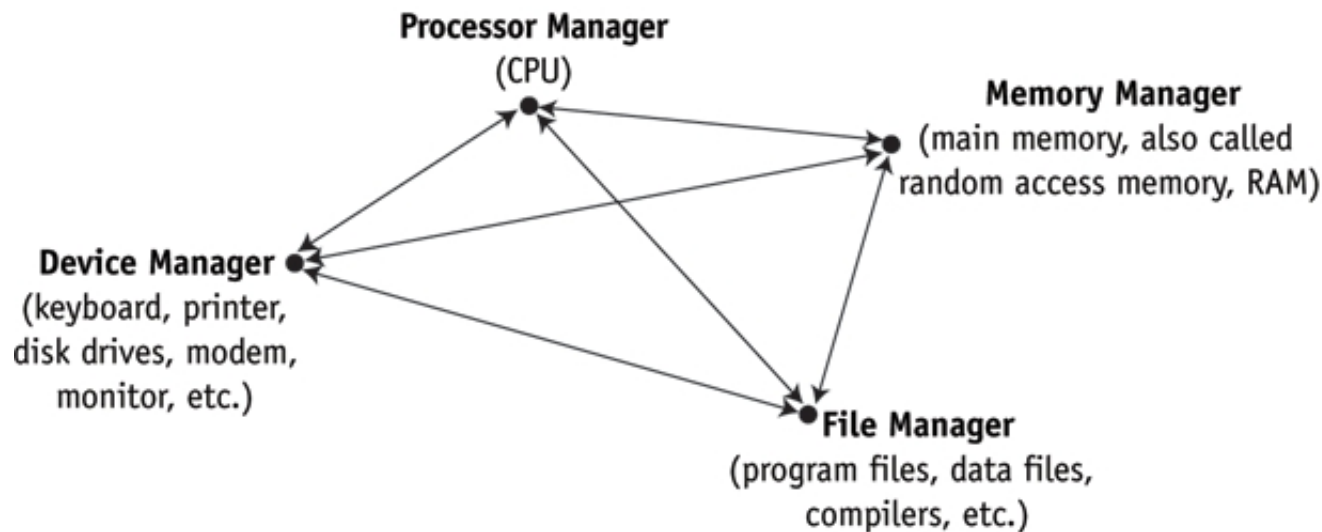 Processor Manager
(CPU)
Memory Manager
(main memory, also called
random access memory, RAM)
Device Manager
(keyboard, printer,
disk drives, modem,
monitor, etc.)
File Manager
(program files, data files,
compilers, etc.)